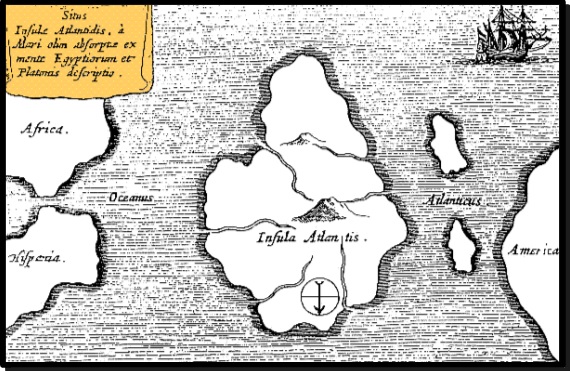 Situs
Insulæ Atlantidis, à
Mari olim absorptæ ex
mente Egyptiorum et
Platonis descriptio.
Africa.
Oceanus
Atlanticus
Insula Atlantis.
Hispania.
America